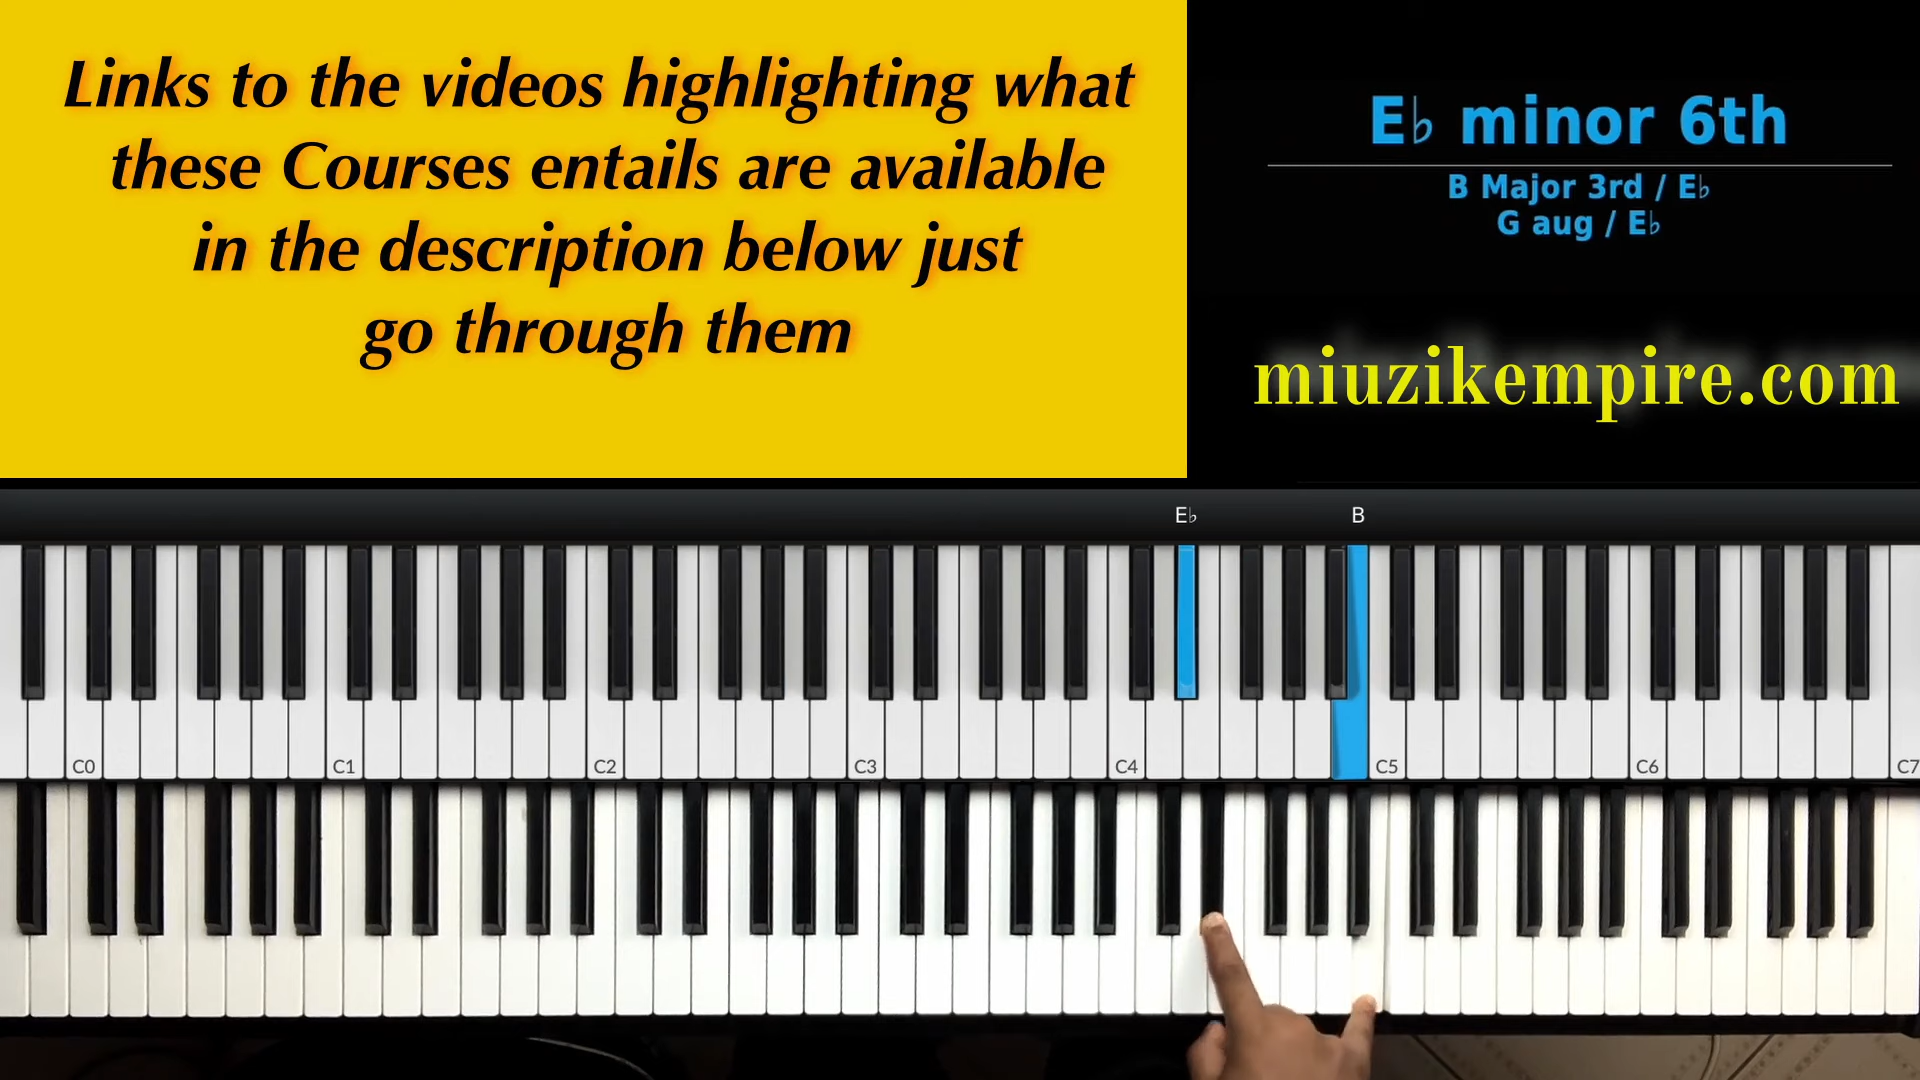 Links to the videos highlighting what
these Courses entails are available
in the description below just
go through them
E♭ minor 6th
B Major 3rd / E♭
G aug / E♭
miuzikempire.com
E♭ B
C0 C1 C2 C3 C4 C5 C6 C7